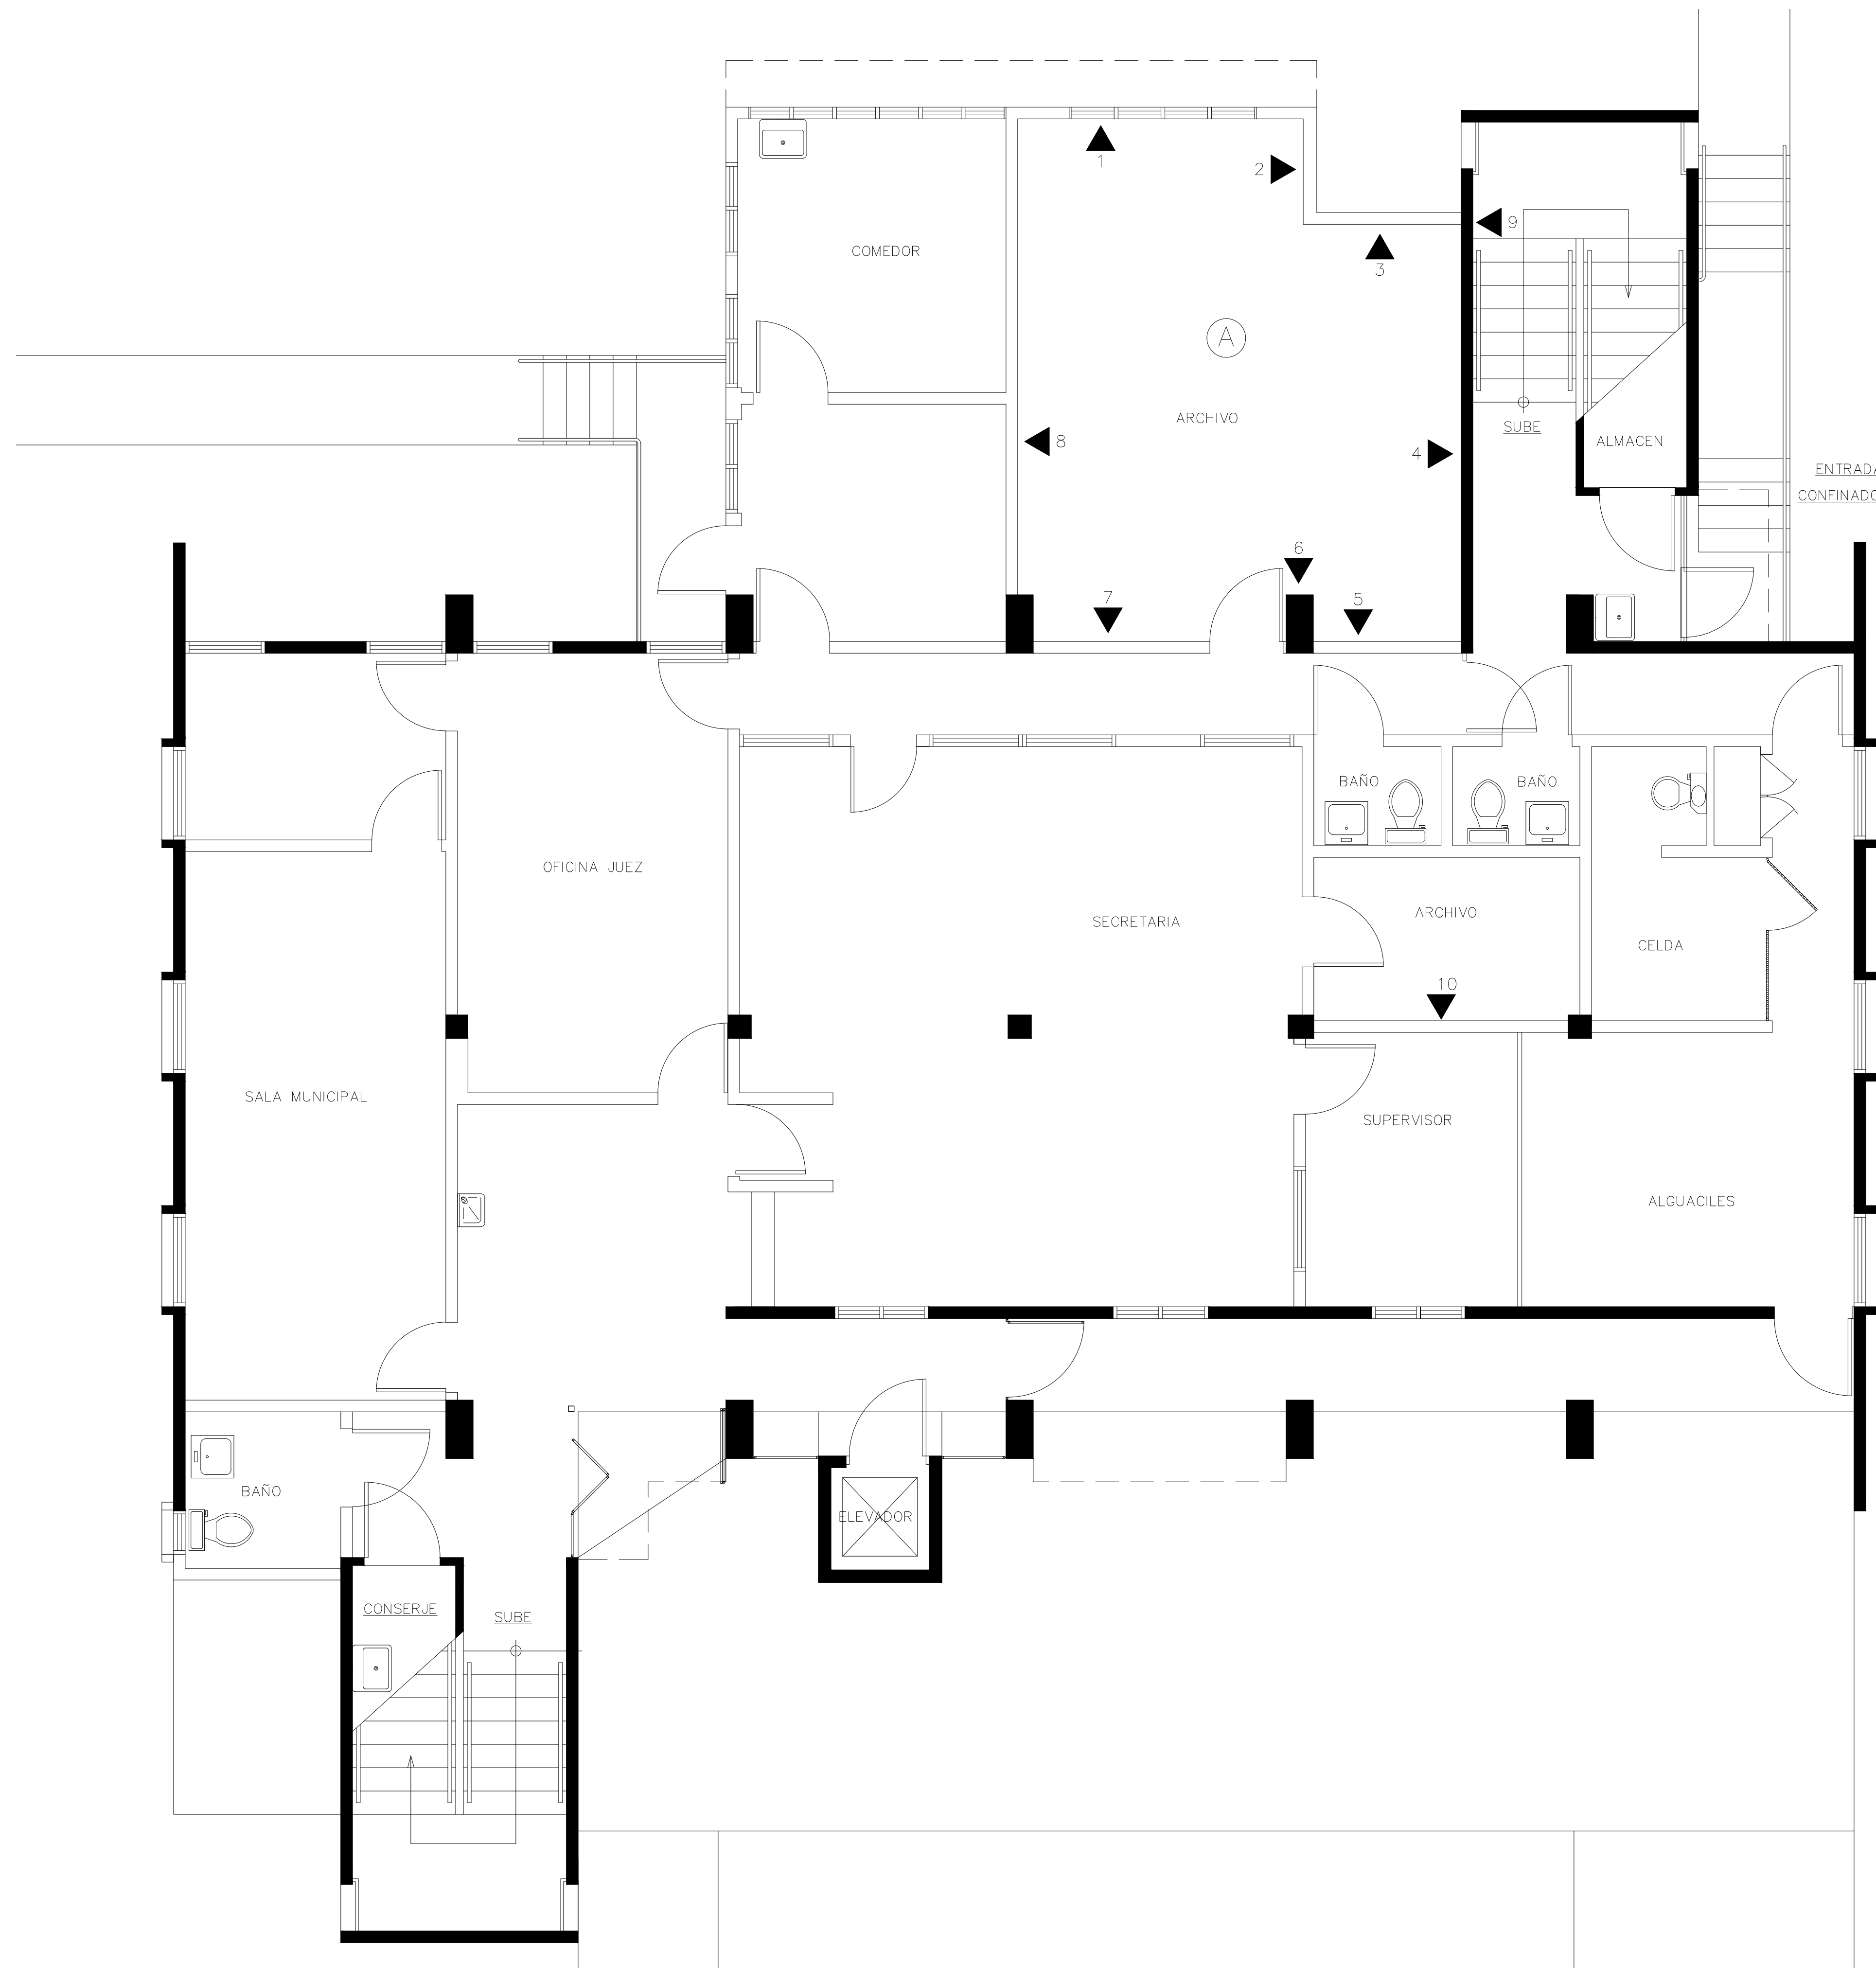 1
2
9
COMEDOR
3
A
ARCHIVO
SUBE
8
4
ALMACEN
ENTRADA
CONFINADO
6
7
5
BAÑO
BAÑO
OFICINA JUEZ
SECRETARIA
ARCHIVO
CELDA
10
SALA MUNICIPAL
SUPERVISOR
ALGUACILES
BAÑO
ELEVADOR
CONSERJE
SUBE